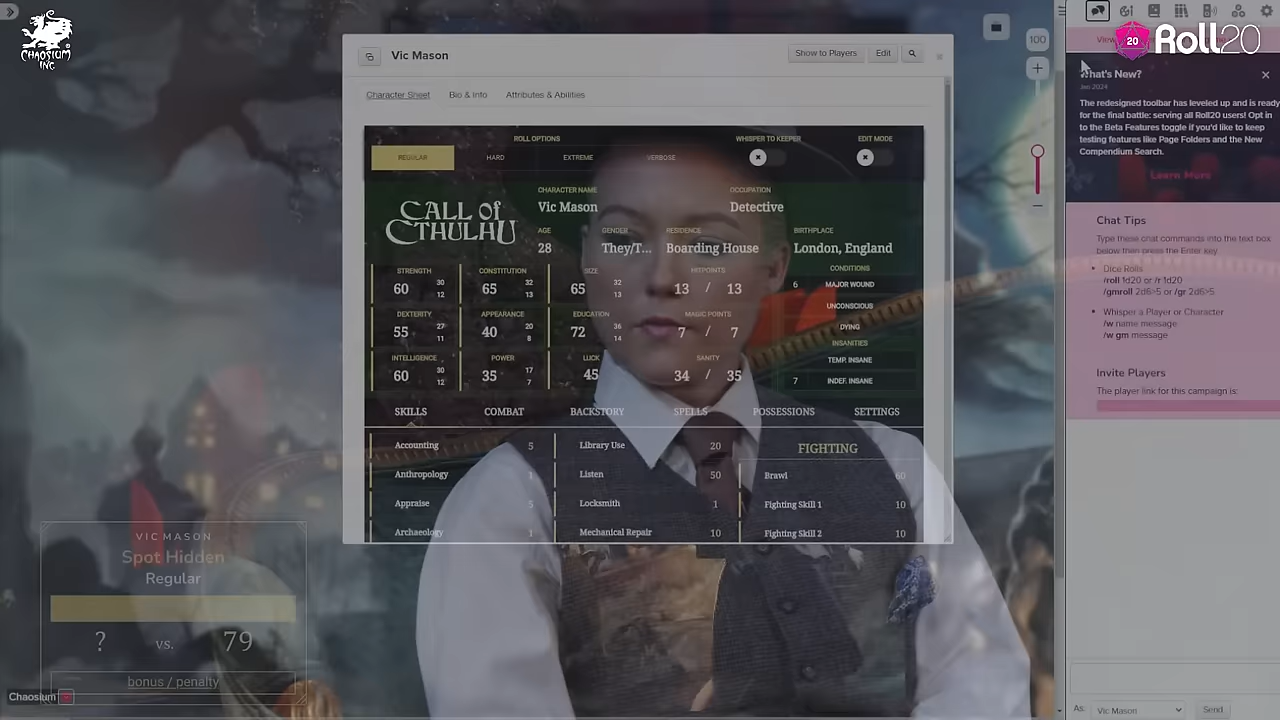 CHAOSIUM INC
Vic Mason
Show to Players
Edit
Character Sheet
Bio & Info
Attributes & Abilities
ROLL OPTIONS
WHISPER TO KEEPER
EDIT MODE
REGULAR
HARD
EXTREME
VERBOSE
CALL of CTHULHU
CHARACTER NAME
Vic Mason
OCCUPATION
Detective
AGE
28
GENDER
They/T...
RESIDENCE
Boarding House
BIRTHPLACE
London, England
STRENGTH
60 30 12
CONSTITUTION
65 32 13
SIZE
65 32 13
HITPOINTS
13 / 13
DEXTERITY
55 27 11
APPEARANCE
40 20 8
EDUCATION
72 36 14
MAGIC POINTS
7 / 7
INTELLIGENCE
60 30 12
POWER
35 17 7
LUCK
45
SANITY
34 / 35
CONDITIONS
6 MAJOR WOUND
UNCONSCIOUS
DYING
INSANITIES
TEMP. INSANE
7 INDEF. INSANE
SKILLS
COMBAT
BACKSTORY
SPELLS
POSSESSIONS
SETTINGS
Accounting 5
Anthropology 1
Appraise 5
Archaeology 1
Library Use 20
Listen 50
Locksmith 1
Mechanical Repair 10
FIGHTING
Brawl 60
Fighting Skill 1 10
Fighting Skill 2 10
VIC MASON
Spot Hidden
Regular
? vs. 79
bonus / penalty
Chaosium
100
20 Roll20
What's New?
Jan 2024
The redesigned toolbar has leveled up and is ready
for the final battle: serving all Roll20 users! Opt in
to the Beta Features toggle if you'd like to keep
testing features like Page Folders and the New
Compendium Search.
Learn More
Chat Tips
Type these chat commands into the text box
below then press the Enter key
Dice Rolls
/roll 1d20 or /r 1d20
/gmroll 2d6>5 or /gr 2d6>5
Whisper a Player or Character
/w name message
/w gm message
Invite Players
The player link for this campaign is:
As: Vic Mason
Send